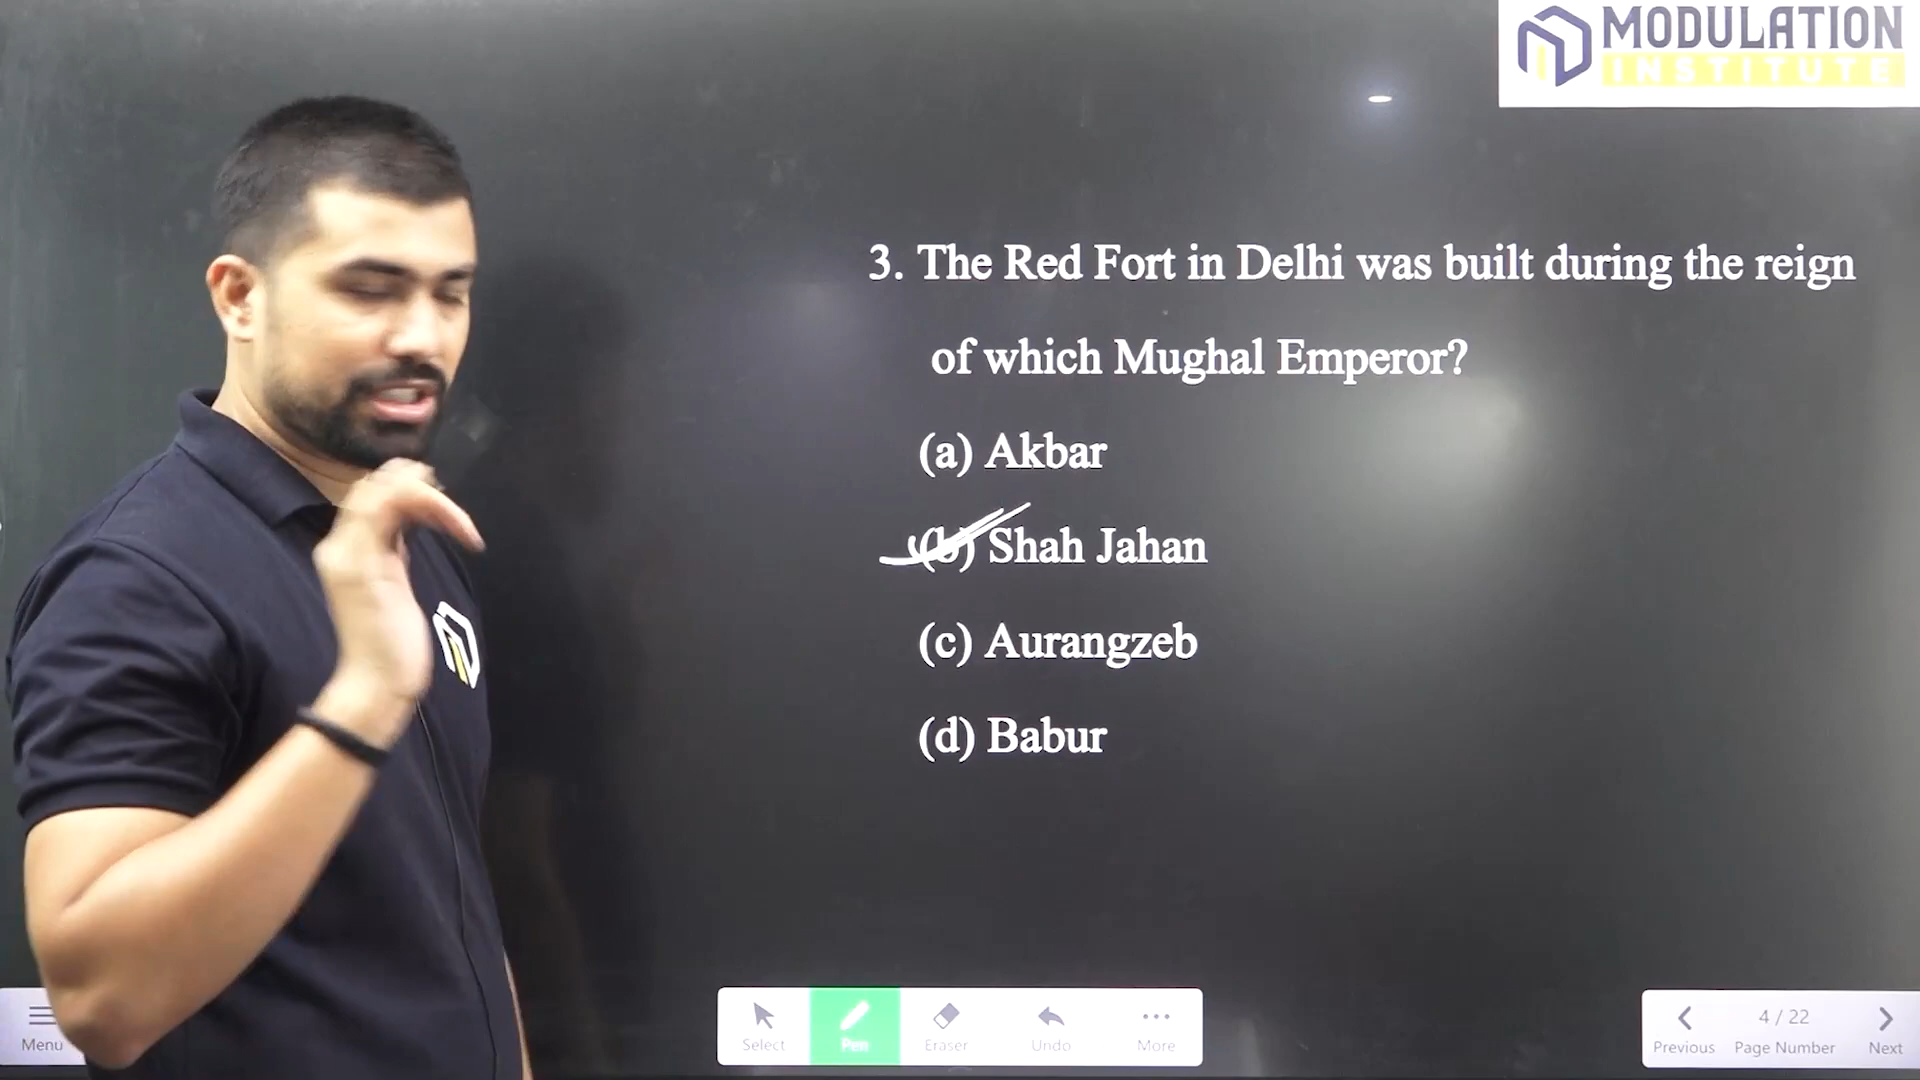 MODULATION
INSTITUTE
3. The Red Fort in Delhi was built during the reign
of which Mughal Emperor?
(a) Akbar
(b) Shah Jahan
(c) Aurangzeb
(d) Babur
Menu
Select
Pen
Eraser
Undo
More
4 / 22
Previous
Page Number
Next